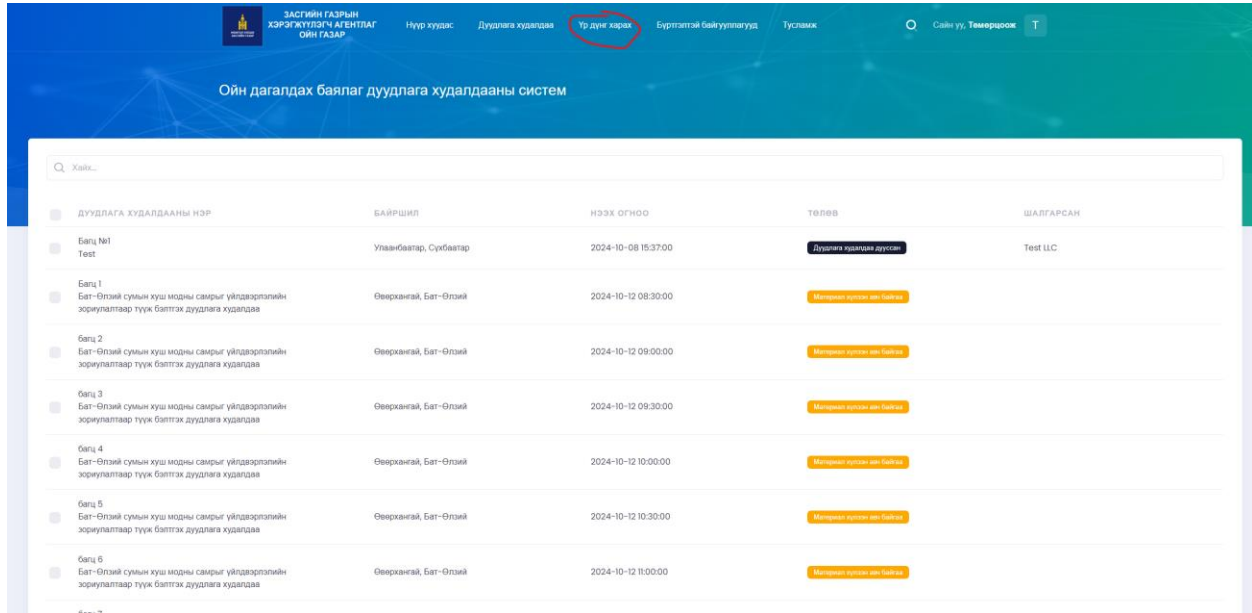 ЗАСГИЙН ГАЗРЫН
ХЭРЭГЖҮҮЛЭГЧ АГЕНТЛАГ
ОЙН ГАЗАР
Нүүр хуудас Дуудлага худалдаа Үр дүнг харах Бүртгэлтэй байгууллагууд Тусламж Сайн уу, Төмөрцоож T
Ойн дагалдах баялаг дуудлага худалдааны систем
Хайх...
ДУУДЛАГА ХУДАЛДААНЫ НЭР БАЙРШИЛ НЭЭХ ОГНОО ТӨЛӨВ ШАЛГАРСАН
Багц №1
Test
Улаанбаатар, Сүхбаатар 2024-10-08 15:37:00 Дуудлага худалдаа дууссан Test LLC
Багц 1
Бат-Өлзий сумын хуш модны самрыг үйлдвэрлэлийн
зориулалтаар түүж бэлтгэх дуудлага худалдаа
Өвөрхангай, Бат-Өлзий 2024-10-12 08:30:00 Материал хүлээн авч байгаа
багц 2
Бат-Өлзий сумын хуш модны самрыг үйлдвэрлэлийн
зориулалтаар түүж бэлтгэх дуудлага худалдаа
Өвөрхангай, Бат-Өлзий 2024-10-12 09:00:00 Материал хүлээн авч байгаа
багц 3
Бат-Өлзий сумын хуш модны самрыг үйлдвэрлэлийн
зориулалтаар түүж бэлтгэх дуудлага худалдаа
Өвөрхангай, Бат-Өлзий 2024-10-12 09:30:00 Материал хүлээн авч байгаа
багц 4
Бат-Өлзий сумын хуш модны самрыг үйлдвэрлэлийн
зориулалтаар түүж бэлтгэх дуудлага худалдаа
Өвөрхангай, Бат-Өлзий 2024-10-12 10:00:00 Материал хүлээн авч байгаа
багц 5
Бат-Өлзий сумын хуш модны самрыг үйлдвэрлэлийн
зориулалтаар түүж бэлтгэх дуудлага худалдаа
Өвөрхангай, Бат-Өлзий 2024-10-12 10:30:00 Материал хүлээн авч байгаа
багц 6
Бат-Өлзий сумын хуш модны самрыг үйлдвэрлэлийн
зориулалтаар түүж бэлтгэх дуудлага худалдаа
Өвөрхангай, Бат-Өлзий 2024-10-12 11:00:00 Материал хүлээн авч байгаа